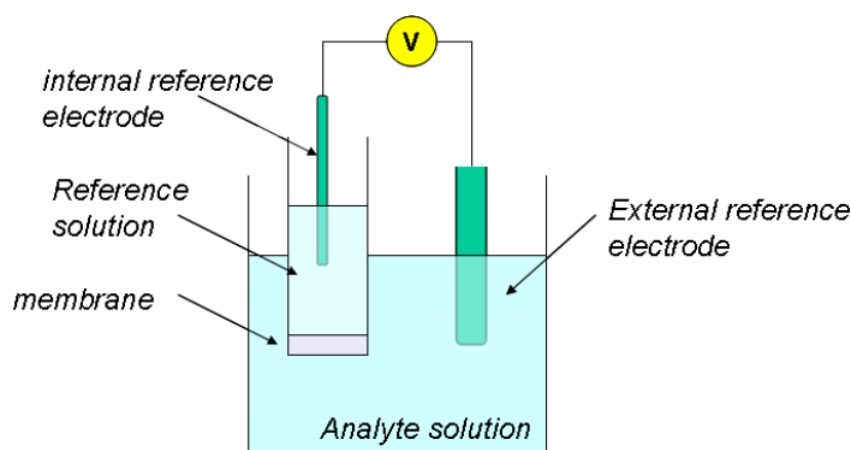 V
internal reference
electrode
Reference
solution
External reference
electrode
membrane
Analyte solution